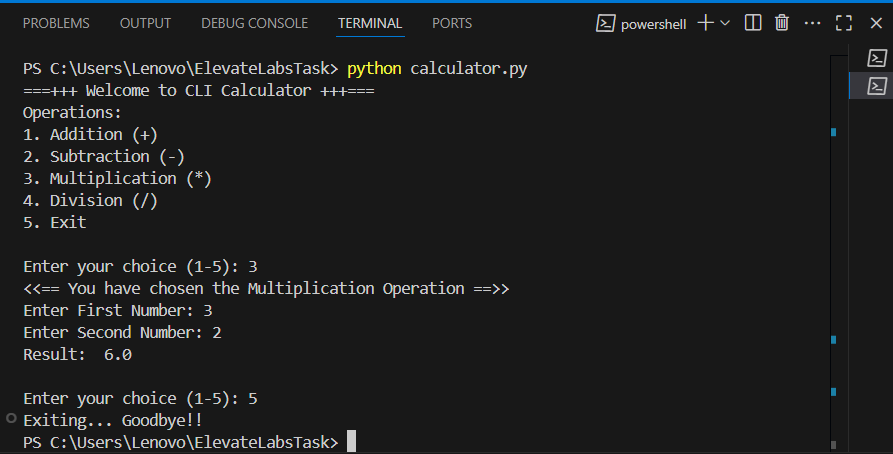 PROBLEMS OUTPUT DEBUG CONSOLE TERMINAL PORTS powershell
PS C:\Users\Lenovo\ElevateLabsTask> python calculator.py
===+++ Welcome to CLI Calculator +++===
Operations:
1. Addition (+)
2. Subtraction (-)
3. Multiplication (*)
4. Division (/)
5. Exit
Enter your choice (1-5): 3
<<== You have chosen the Multiplication Operation ==>>
Enter First Number: 3
Enter Second Number: 2
Result:  6.0
Enter your choice (1-5): 5
Exiting... Goodbye!!
PS C:\Users\Lenovo\ElevateLabsTask>